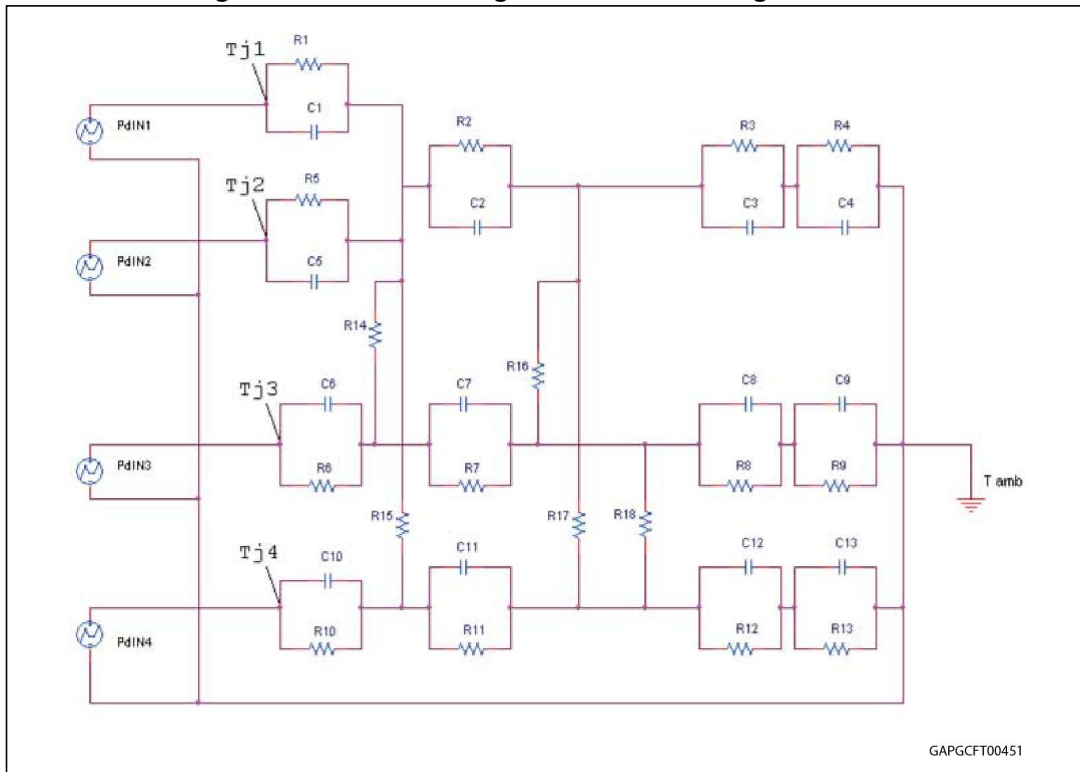 Tj1
R1
C1
PdIN1
R2
R3
R4
Tj2
R5
C2
C3
C4
PdIN2
C5
R14
R16
Tj3
C6
C7
C8
C9
PdIN3
R6
R7
R8
R9
T amb
R15
R17
R18
Tj4
C10
C11
C12
C13
PdIN4
R10
R11
R12
R13
GAPGCFT00451